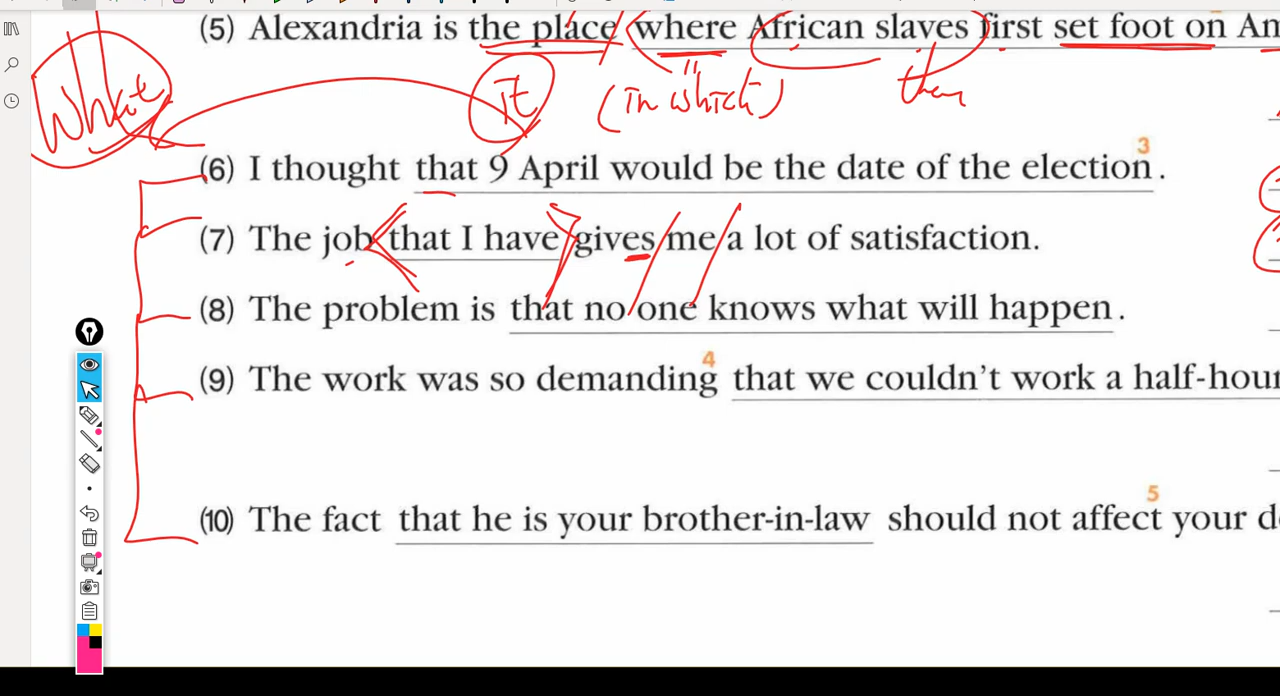 (5) Alexandria is the place where African slaves first set foot on Am
What it (in which) then
3
(6) I thought that 9 April would be the date of the election.
(7) The job that I have gives me a lot of satisfaction.
(8) The problem is that no one knows what will happen.
4
(9) The work was so demanding that we couldn't work a half-hour
5
(10) The fact that he is your brother-in-law should not affect your d